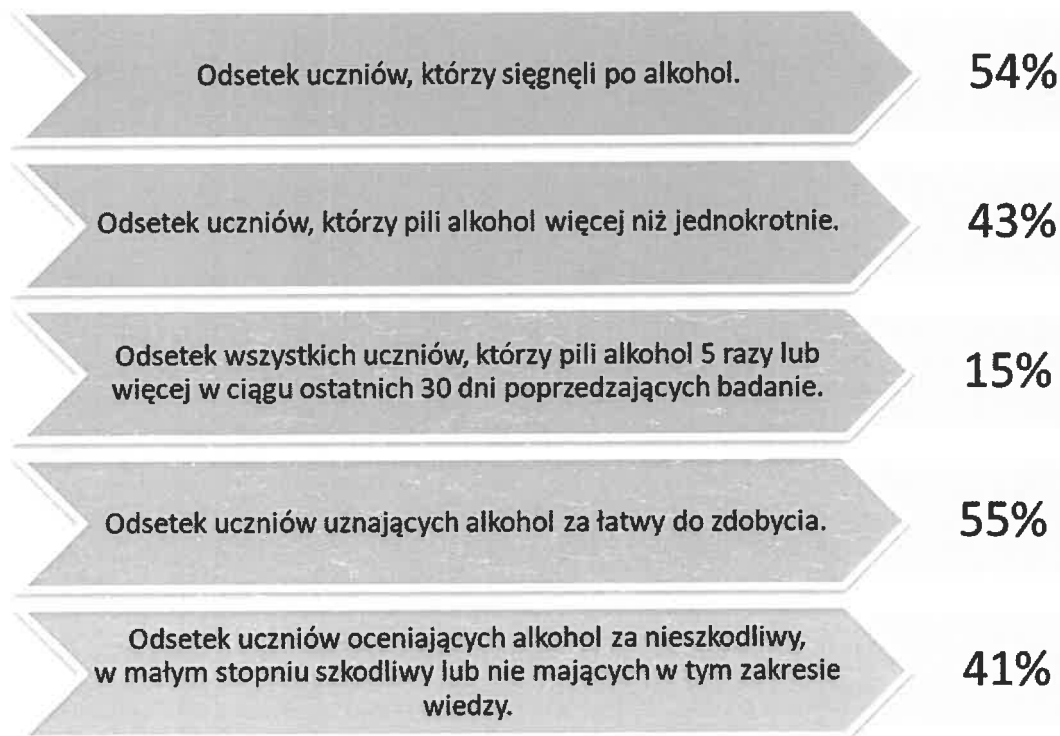 Odsetek uczniów, którzy sięgnęli po alkohol.
54%
Odsetek uczniów, którzy pili alkohol więcej niż jednokrotnie.
43%
Odsetek wszystkich uczniów, którzy pili alkohol 5 razy lub
więcej w ciągu ostatnich 30 dni poprzedzających badanie.
15%
Odsetek uczniów uznających alkohol za łatwy do zdobycia.
55%
Odsetek uczniów oceniających alkohol za nieszkodliwy,
w małym stopniu szkodliwy lub nie mających w tym zakresie
wiedzy.
41%